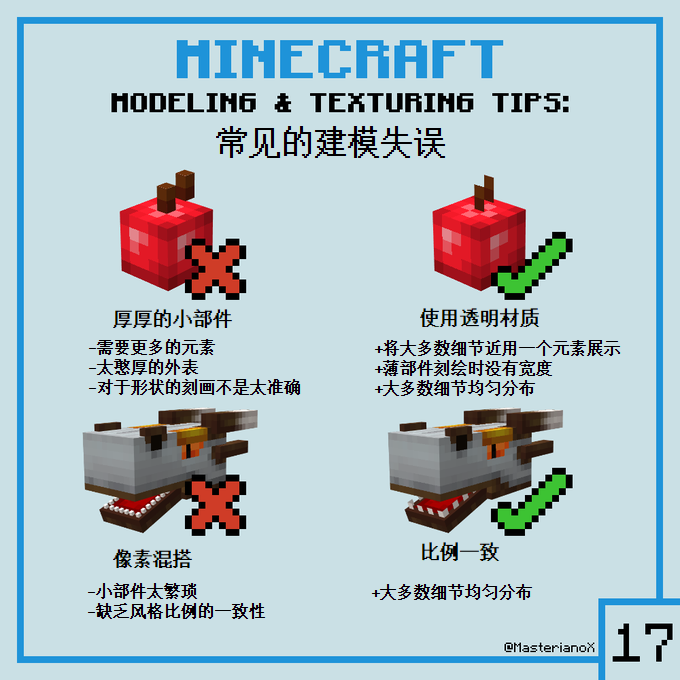 MINECRAFT
MODELING & TEXTURING TIPS:
常见的建模失误
厚厚的小部件
-需要更多的元素
-太憨厚的外表
-对于形状的刻画不是太准确
使用透明材质
+将大多数细节近用一个元素展示
+薄部件刻绘时没有宽度
+大多数细节均匀分布
像素混搭
-小部件太繁琐
-缺乏风格比例的一致性
比例一致
+大多数细节均匀分布
@MasterianoX
17